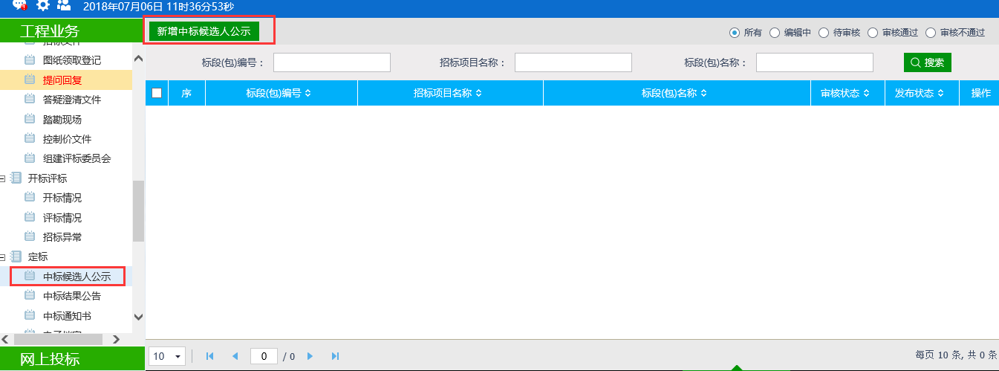 2018年07月06日 11时36分53秒
工程业务
新增中标候选人公示
所有 编辑中 待审核 审核通过 审核不通过
图纸领取登记
标段(包)编号： 招标项目名称： 标段(包)名称： 搜索
提问回复
序 标段(包)编号 招标项目名称 标段(包)名称 审核状态 发布状态 操作
答疑澄清文件
踏勘现场
控制价文件
组建评标委员会
开标评标
开标情况
评标情况
招标异常
定标
中标候选人公示
中标结果公告
中标通知书
网上投标
10 0 / 0 每页 10 条, 共 0 条